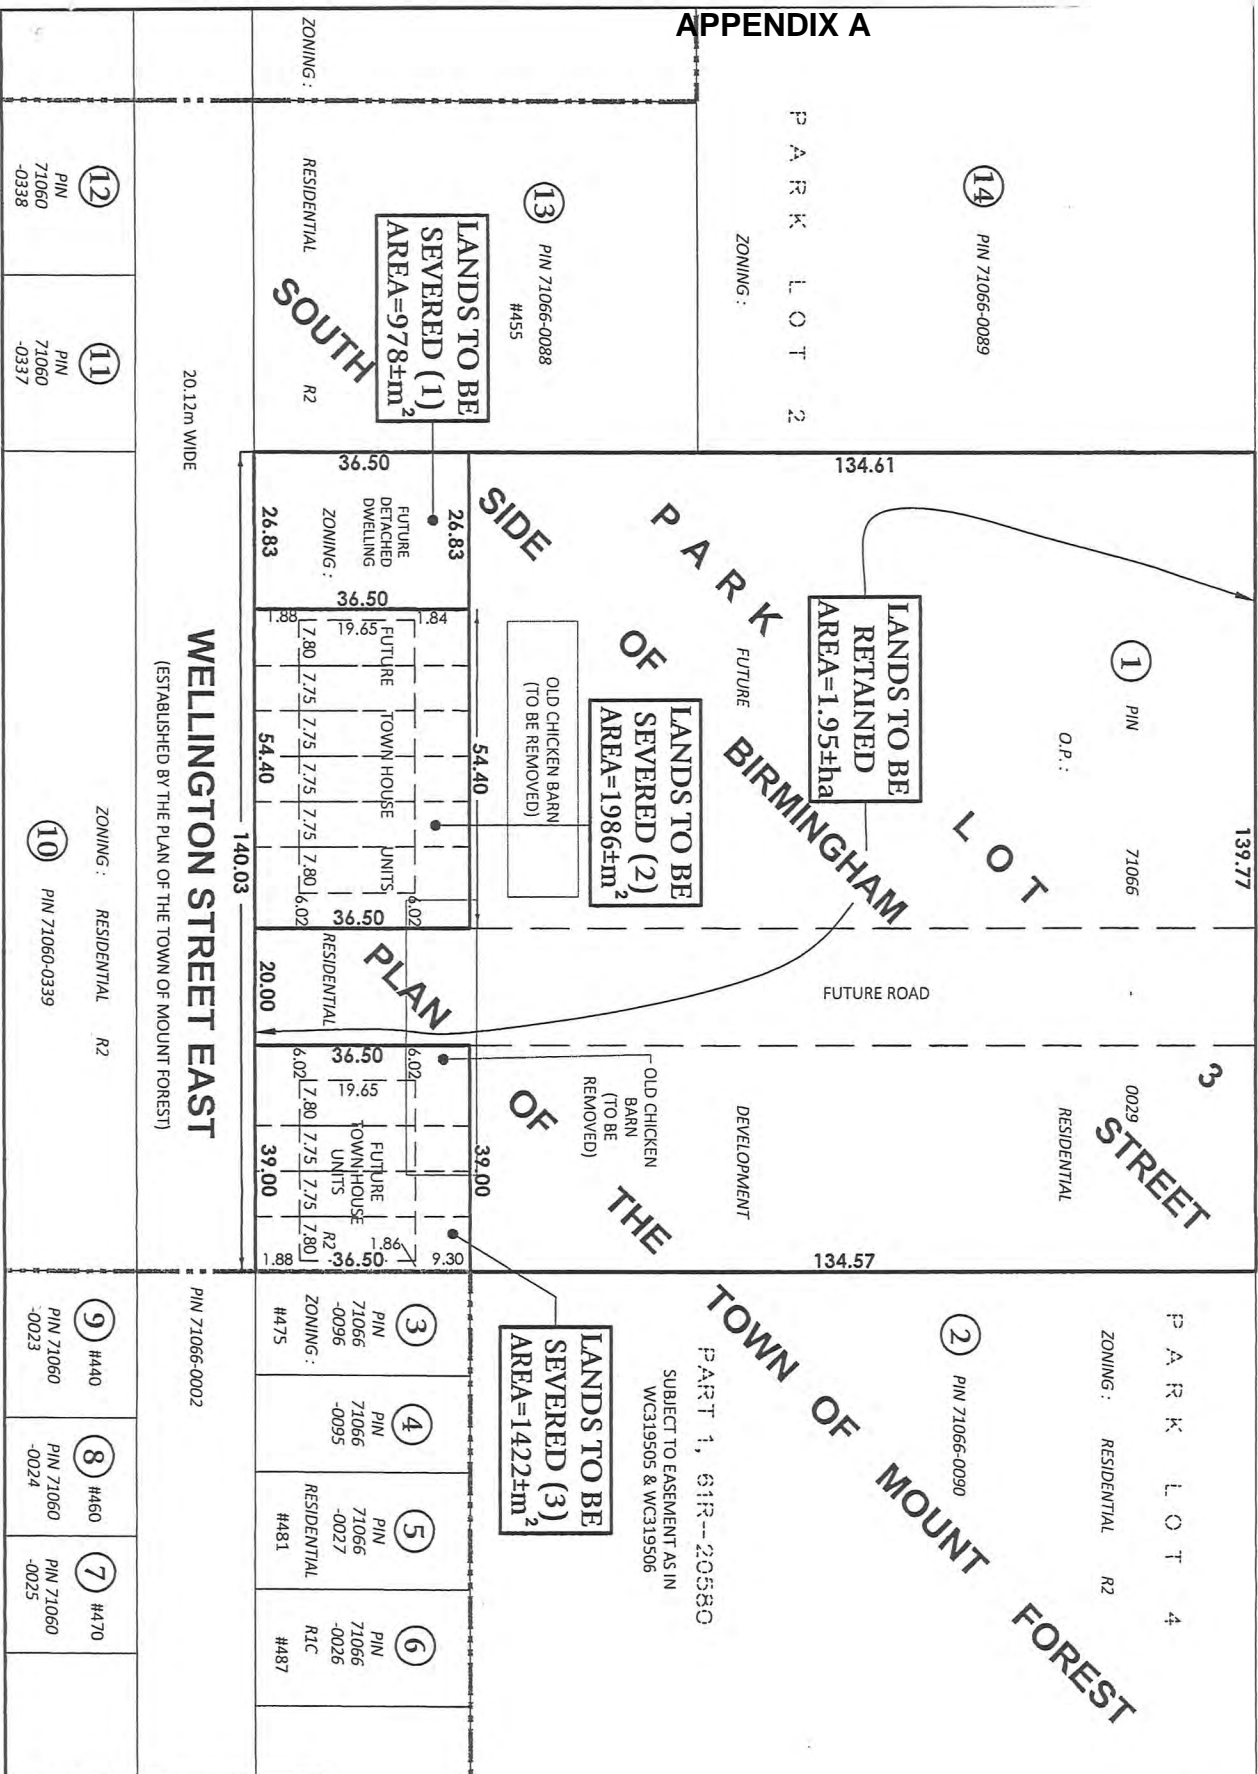 APPENDIX A
ZONING :
PARK LOT 2
ZONING :
14 PIN 71066-0089
13 PIN 71066-0088
#455
RESIDENTIAL R2
LANDS TO BE
SEVERED (1)
AREA=978±m²
12
PIN
71060
-0338
11
PIN
71060
-0337
20.12m WIDE
SOUTH SIDE OF BIRMINGHAM STREET
PLAN OF THE TOWN OF MOUNT FOREST
PARK LOT 3
134.61
36.50
26.83
FUTURE
DETACHED
DWELLING
ZONING :
26.83
36.50
1.88
19.65
1.84
7.80 7.75 7.75 7.75 7.75 7.80
FUTURE TOWN HOUSE UNITS
54.40
54.40
6.02
36.50
6.02
OLD CHICKEN BARN
(TO BE REMOVED)
LANDS TO BE
SEVERED (2)
AREA=1986±m²
LANDS TO BE
RETAINED
AREA=1.95±ha
1 PIN 71066 0029
O.P.: RESIDENTIAL
FUTURE DEVELOPMENT
139.77
FUTURE ROAD
RESIDENTIAL
20.00
140.03
WELLINGTON STREET EAST
(ESTABLISHED BY THE PLAN OF THE TOWN OF MOUNT FOREST)
ZONING : RESIDENTIAL R2
10 PIN 71060-0339
6.02
36.50
6.02
19.65
7.80 7.75 7.75 7.80
FUTURE
TOWN HOUSE
UNITS
R2
39.00
39.00
1.88
36.50
1.86
9.30
OLD CHICKEN
BARN
(TO BE
REMOVED)
134.57
LANDS TO BE
SEVERED (3)
AREA=1422±m²
PARK LOT 4
ZONING : RESIDENTIAL R2
2 PIN 71066-0090
PART 1, 61R-20580
SUBJECT TO EASEMENT AS IN
WC319505 & WC319506
3
PIN
71066
-0096
ZONING :
#475
4
PIN
71066
-0095
5
PIN
71066
-0027
RESIDENTIAL
#481
6
PIN
71066
-0026
R1C
#487
PIN 71066-0002
9 #440
PIN 71060
-0023
8 #460
PIN 71060
-0024
7 #470
PIN 71060
-0025